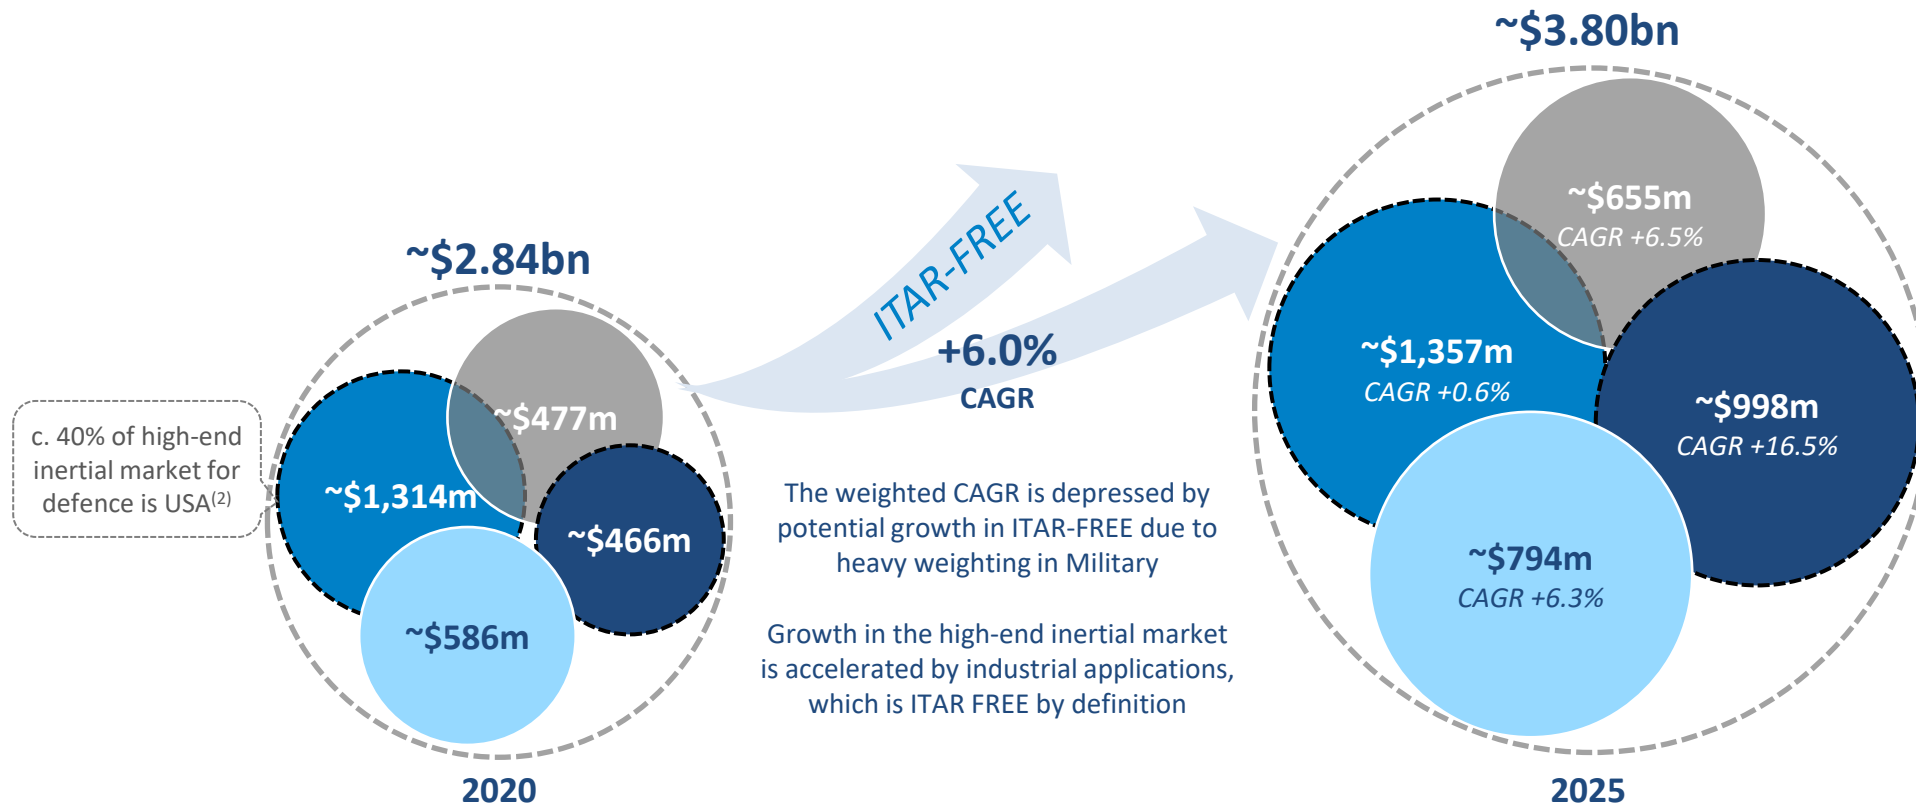 ~$3.80bn
~$2.84bn
ITAR-FREE
+6.0%
CAGR
c. 40% of high-end
inertial market for
defence is USA(2)
~$477m
~$1,314m
~$466m
~$586m
2020
The weighted CAGR is depressed by
potential growth in ITAR-FREE due to
heavy weighting in Military
Growth in the high-end inertial market
is accelerated by industrial applications,
which is ITAR FREE by definition
~$655m
CAGR +6.5%
~$1,357m
CAGR +0.6%
~$998m
CAGR +16.5%
~$794m
CAGR +6.3%
2025